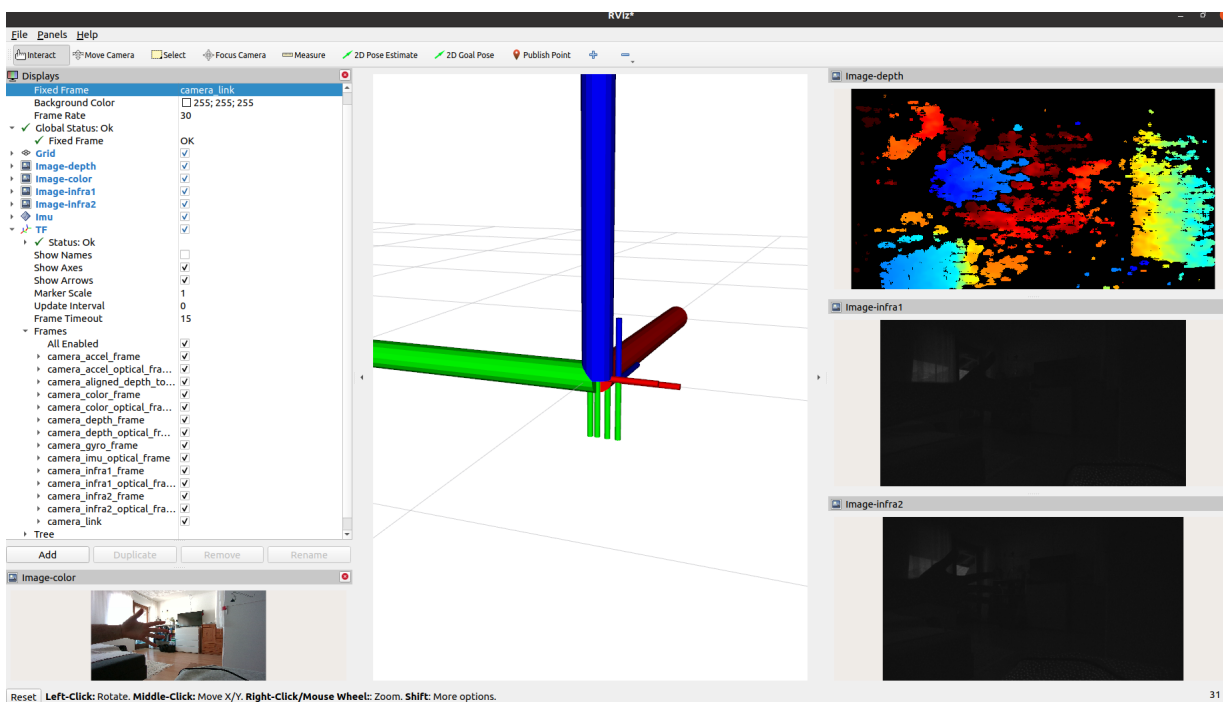 RViz*
File Panels Help
Interact Move Camera Select Focus Camera Measure 2D Pose Estimate 2D Goal Pose Publish Point
Displays
Fixed Frame camera_link
Background Color 255; 255; 255
Frame Rate 30
Global Status: Ok
Fixed Frame OK
Grid
Image-depth
Image-color
Image-infra1
Image-infra2
Imu
TF
Status: Ok
Show Names
Show Axes
Show Arrows
Marker Scale 1
Update Interval 0
Frame Timeout 15
Frames
All Enabled
camera_accel_frame
camera_accel_optical_fra...
camera_aligned_depth_to...
camera_color_frame
camera_color_optical_fra...
camera_depth_frame
camera_depth_optical_fr...
camera_gyro_frame
camera_imu_optical_frame
camera_infra1_frame
camera_infra1_optical_fra...
camera_infra2_frame
camera_infra2_optical_fra...
camera_link
Tree
Add Duplicate Remove Rename
Image-color
Image-depth
Image-infra1
Image-infra2
Reset Left-Click: Rotate. Middle-Click: Move X/Y. Right-Click/Mouse Wheel:: Zoom. Shift: More options.
31